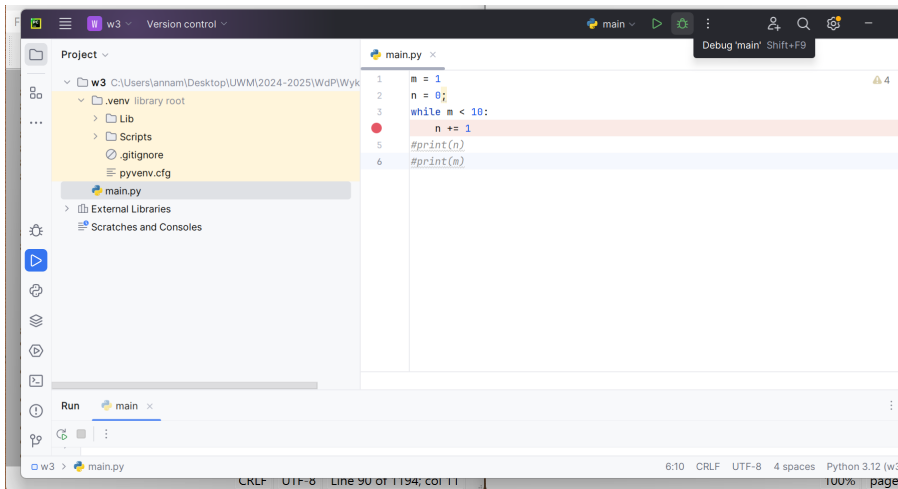 F
W w3 Version control main
Debug 'main' Shift+F9
Project
main.py
w3 C:\Users\annam\Desktop\UWM\2024-2025\WdP\Wyk
.venv library root
Lib
Scripts
.gitignore
pyvenv.cfg
main.py
External Libraries
Scratches and Consoles
4
1 m = 1
2 n = 0;
3 while m < 10:
n += 1
5 #print(n)
6 #print(m)
Run main
w3 > main.py 6:10 CRLF UTF-8 4 spaces Python 3.12 (w3
CRLF UTF-8 Line 90 of 1194; col 11 100% page